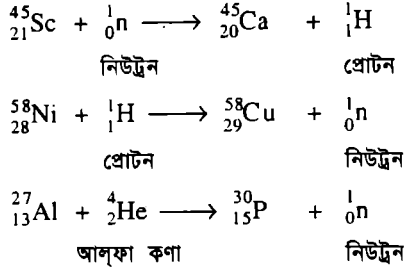 ⁴⁵₂₁Sc + ¹₀n ⟶ ⁴⁵₂₀Ca + ¹₁H
নিউট্রন প্রোটন
⁵⁸₂₈Ni + ¹₁H ⟶ ⁵⁸₂₉Cu + ¹₀n
প্রোটন নিউট্রন
²⁷₁₃Al + ⁴₂He ⟶ ³⁰₁₅P + ¹₀n
আল্‌ফা কণা নিউট্রন